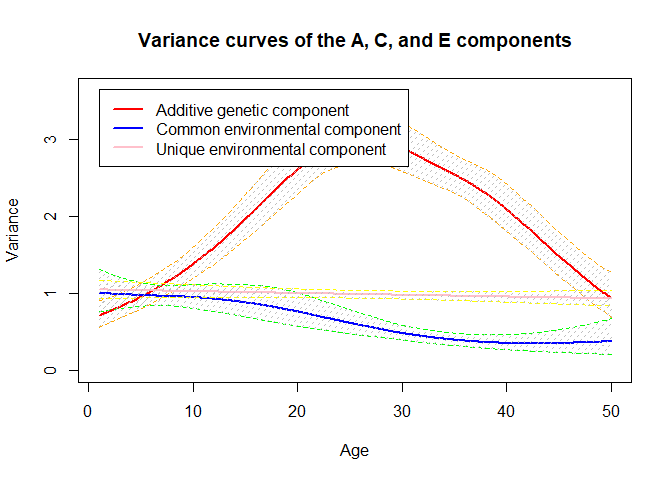 Variance curves of the A, C, and E components
Additive genetic component
Common environmental component
Unique environmental component
Variance
3
2
1
0
0 10 20 30 40 50
Age